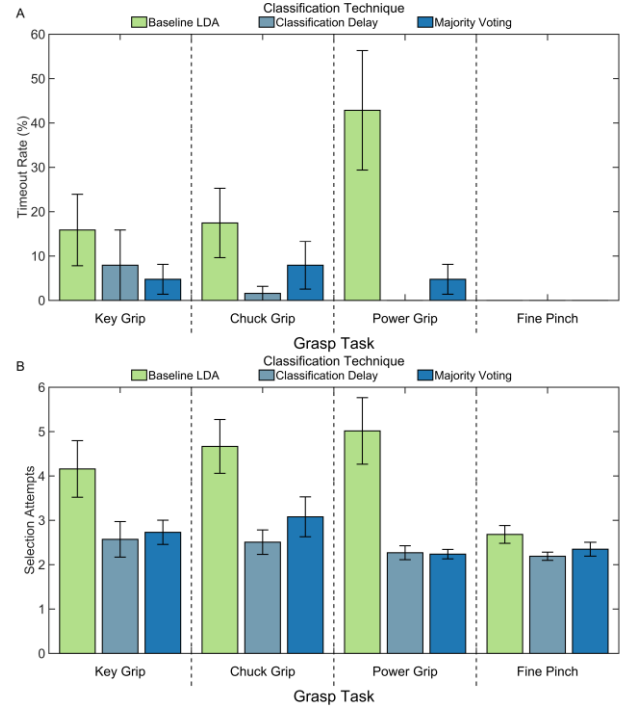 A
Classification Technique
Baseline LDA Classification Delay Majority Voting
Timeout Rate (%)
60
50
40
30
20
10
0
Key Grip Chuck Grip Power Grip Fine Pinch
Grasp Task
B
Classification Technique
Baseline LDA Classification Delay Majority Voting
Selection Attempts
6
5
4
3
2
1
0
Key Grip Chuck Grip Power Grip Fine Pinch
Grasp Task